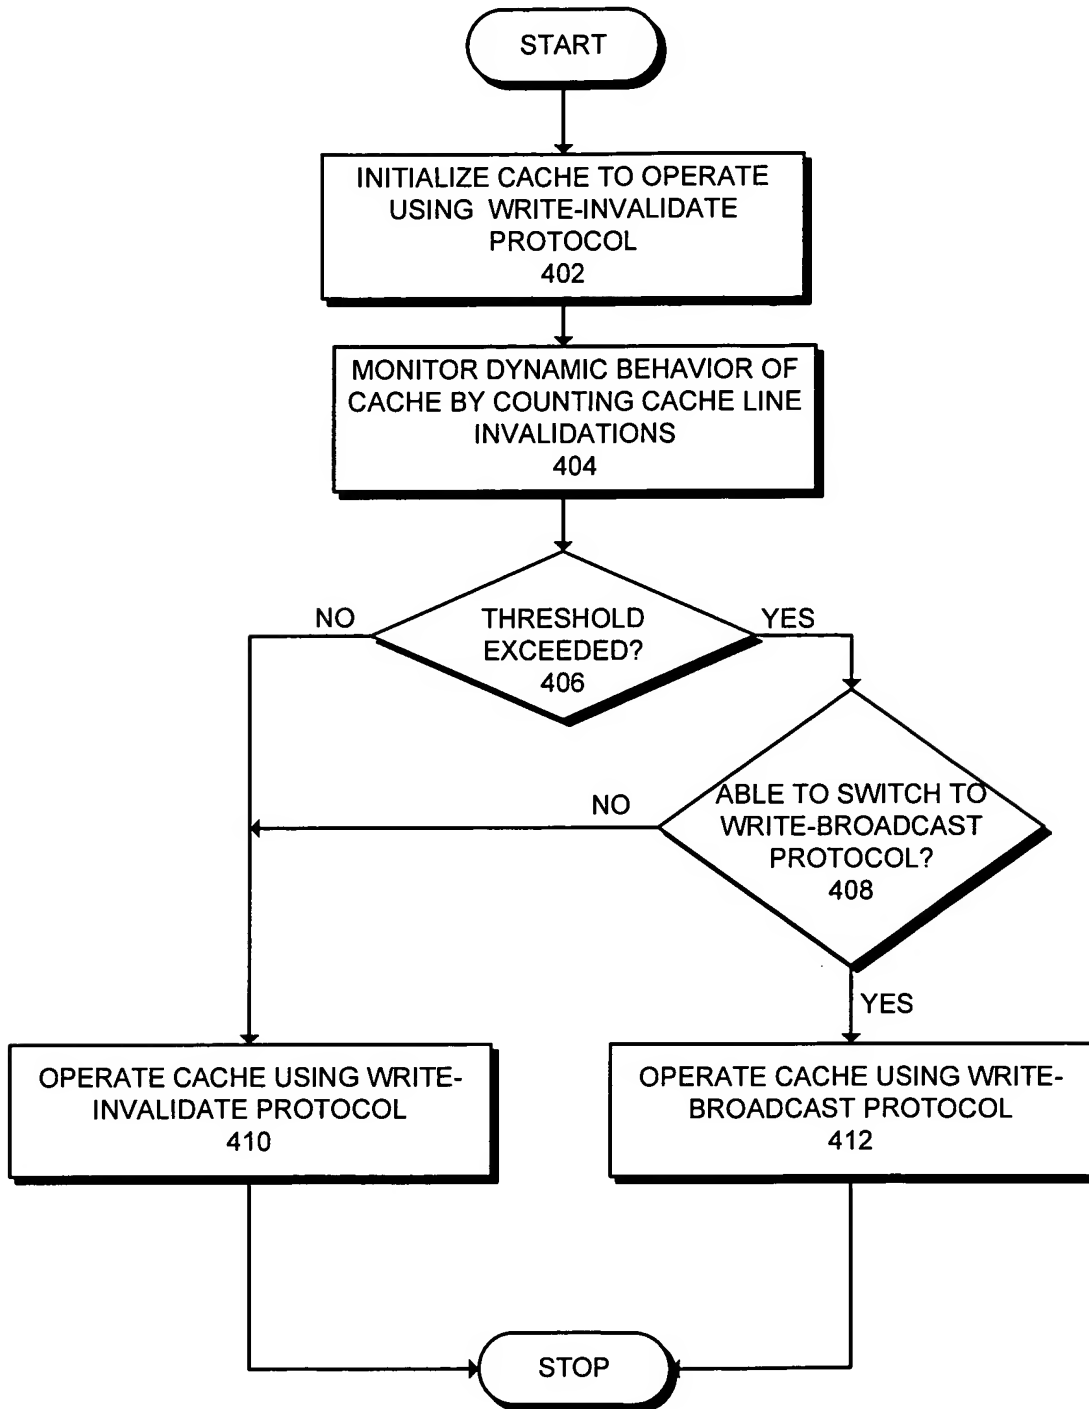 START
INITIALIZE CACHE TO OPERATE
USING WRITE-INVALIDATE
PROTOCOL
402
MONITOR DYNAMIC BEHAVIOR OF
CACHE BY COUNTING CACHE LINE
INVALIDATIONS
404
NO
YES
THRESHOLD
EXCEEDED?
406
NO
ABLE TO SWITCH TO
WRITE-BROADCAST
PROTOCOL?
408
YES
OPERATE CACHE USING WRITE-
INVALIDATE PROTOCOL
410
OPERATE CACHE USING WRITE-
BROADCAST PROTOCOL
412
STOP